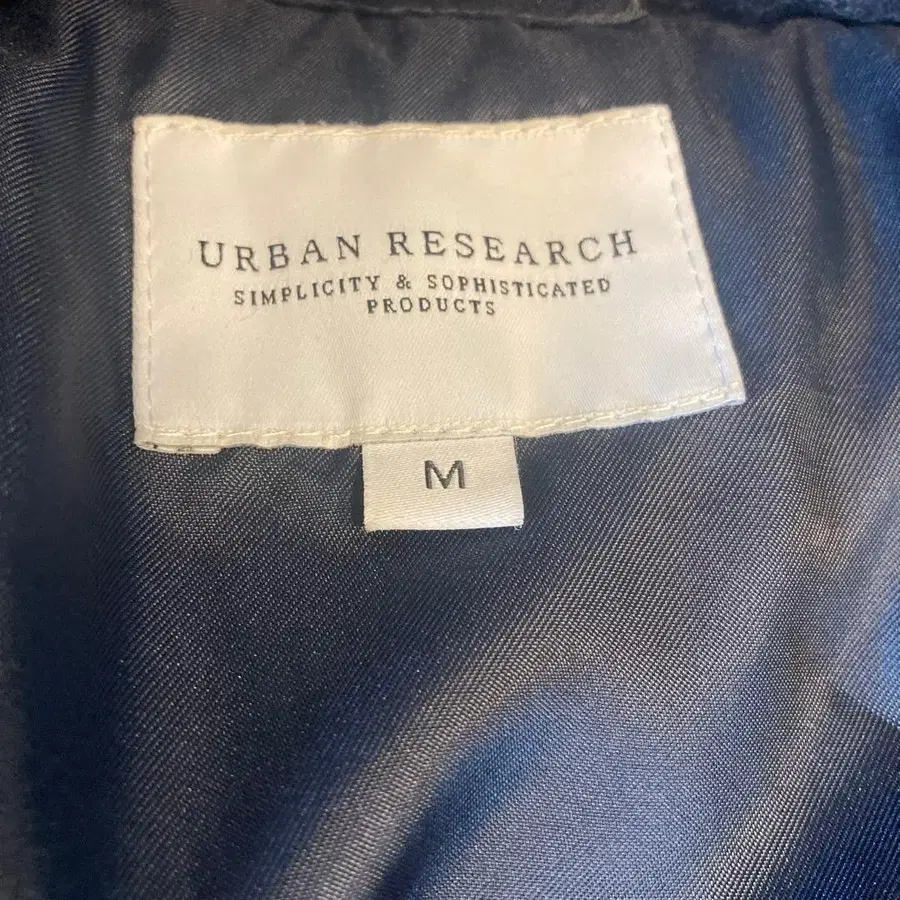 URBAN RESEARCH
SIMPLICITY & SOPHISTICATED
PRODUCTS
M